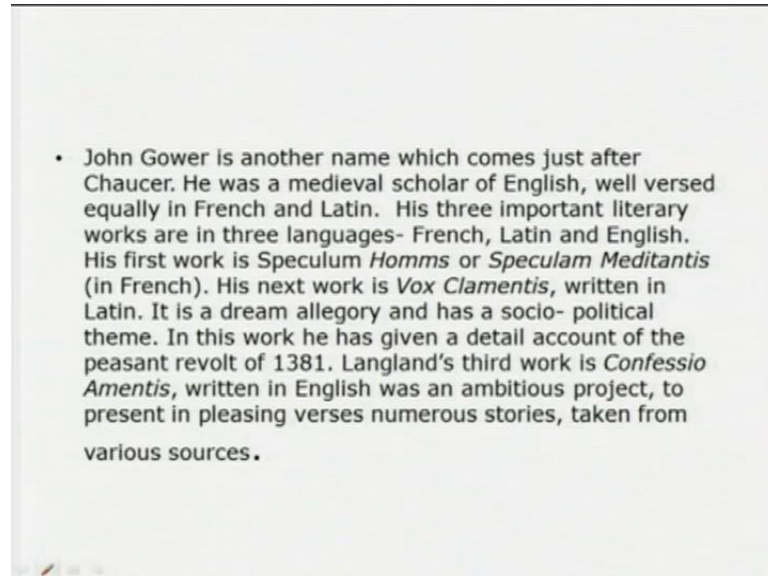 • John Gower is another name which comes just after
Chaucer. He was a medieval scholar of English, well versed
equally in French and Latin.  His three important literary
works are in three languages- French, Latin and English.
His first work is Speculum Homms or Speculam Meditantis
(in French). His next work is Vox Clamentis, written in
Latin. It is a dream allegory and has a socio- political
theme. In this work he has given a detail account of the
peasant revolt of 1381. Langland's third work is Confessio
Amentis, written in English was an ambitious project, to
present in pleasing verses numerous stories, taken from
various sources.